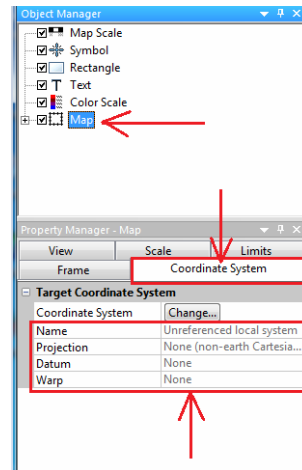 Object Manager
Map Scale
Symbol
Rectangle
Text
Color Scale
Map
Property Manager - Map
View Scale Limits
Frame Coordinate System
Target Coordinate System
Coordinate System Change...
Name Unreferenced local system
Projection None (non-earth Cartesia...
Datum None
Warp None